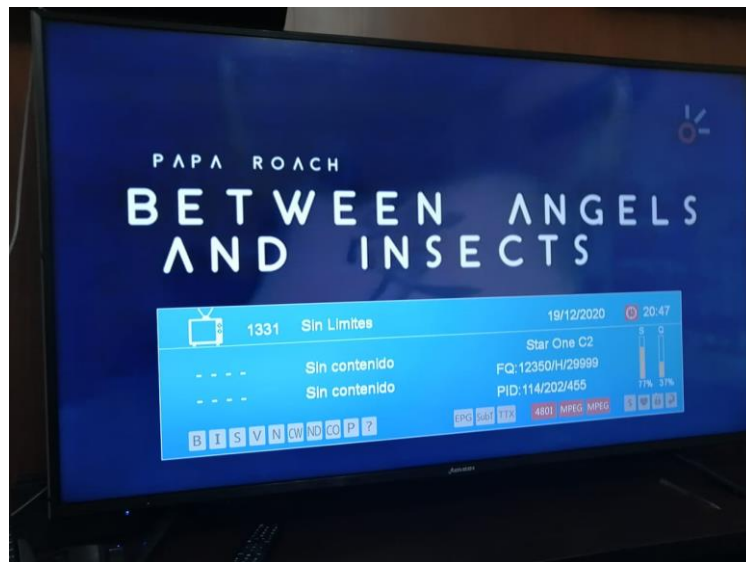 PAPA ROACH
BETWEEN ANGELS
AND INSECTS
1331 Sin Limites 19/12/2020 20:47
Star One C2 S Q
- - - - Sin contenido FQ:12350/H/29999
- - - - Sin contenido PID:114/202/455 77% 37%
B I S V N CW ND CO P ? EPG SubT TTX 480I MPEG MPEG $